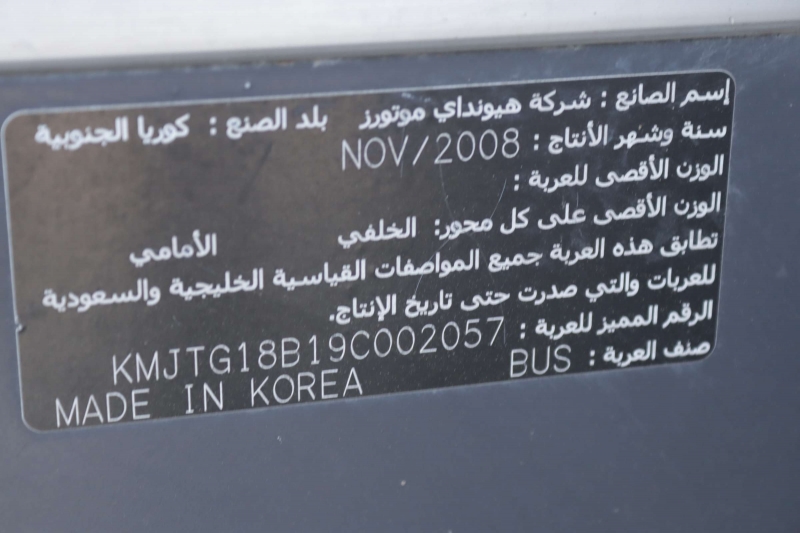 إسم الصانع : شركة هيونداي موتورز بلد الصنع : كوريا الجنوبية
سنة وشهر الأنتاج : NOV/2008
الوزن الأقصى للعربة :
الوزن الأقصى على كل محور: الخلفي الأمامي
تطابق هذه العربة جميع المواصفات القياسية الخليجية والسعودية
للعربات والتي صدرت حتى تاريخ الإنتاج.
الرقم المميز للعربة : KMJTG18B19C002057
صنف العربة : BUS
MADE IN KOREA